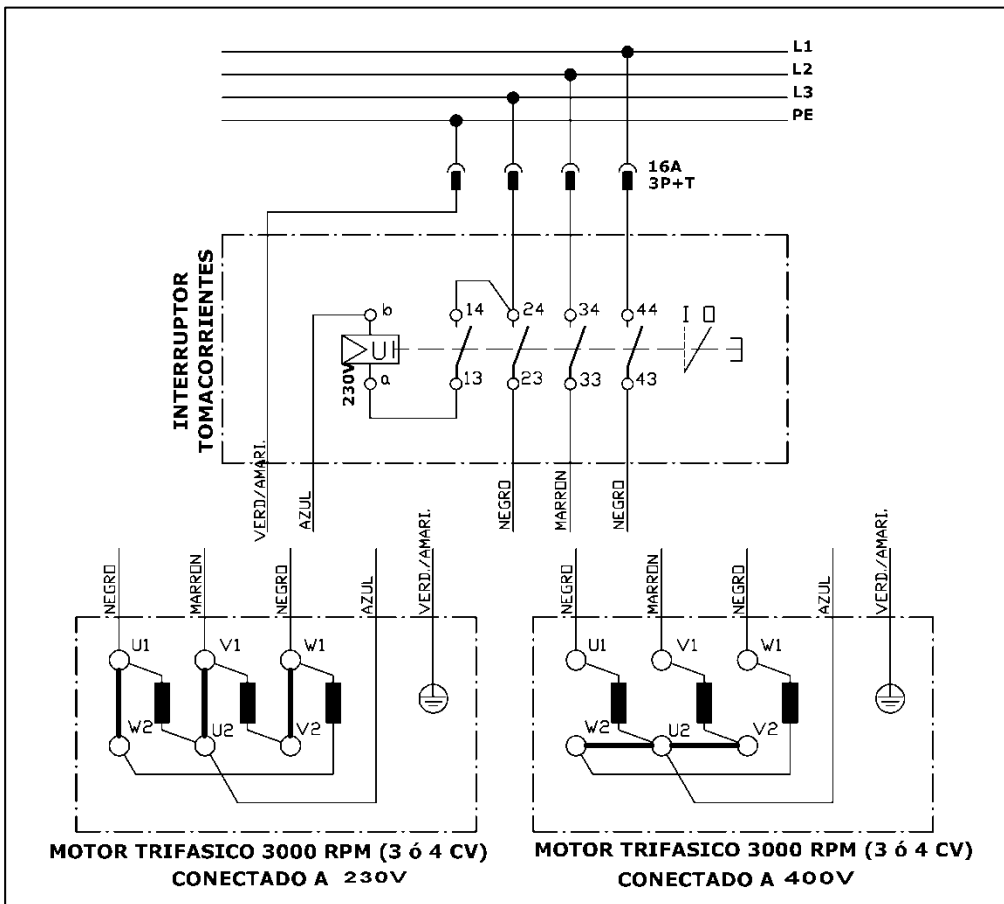 L1
L2
L3
PE
16A
3P+T
INTERRUPTOR
TOMACORRIENTES
b
14
24
34
44
I O
U
230V
a
13
23
33
43
VERD/AMARI.
AZUL
NEGRO
MARRON
NEGRO
NEGRO
MARRON
NEGRO
AZUL
VERD./AMARI.
U1
V1
W1
W2
U2
V2
MOTOR TRIFASICO 3000 RPM (3 ó 4 CV)
CONECTADO A 230V
NEGRO
MARRON
NEGRO
AZUL
VERD./AMARI.
U1
V1
W1
W2
U2
V2
MOTOR TRIFASICO 3000 RPM (3 ó 4 CV)
CONECTADO A 400V